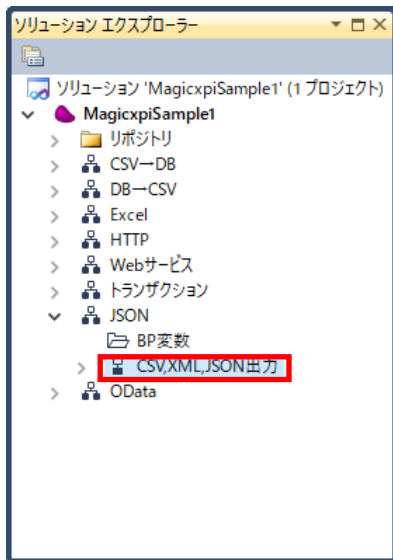 ソリューション エクスプローラー
ソリューション 'MagicxpiSample1' (1 プロジェクト)
MagicxpiSample1
リポジトリ
CSV→DB
DB→CSV
Excel
HTTP
Webサービス
トランザクション
JSON
BP変数
CSV,XML,JSON出力
OData